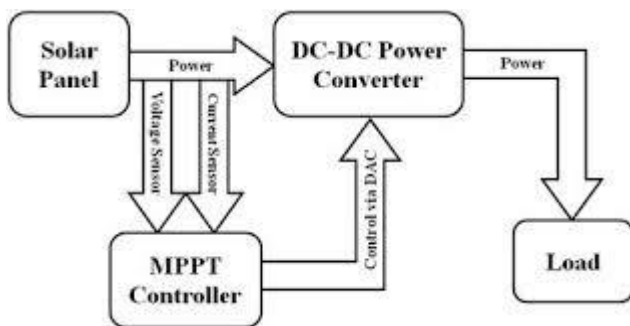 Solar
Panel
Power
DC-DC Power
Converter
Power
Voltage Sensor
Current Sensor
Control via DAC
MPPT
Controller
Load